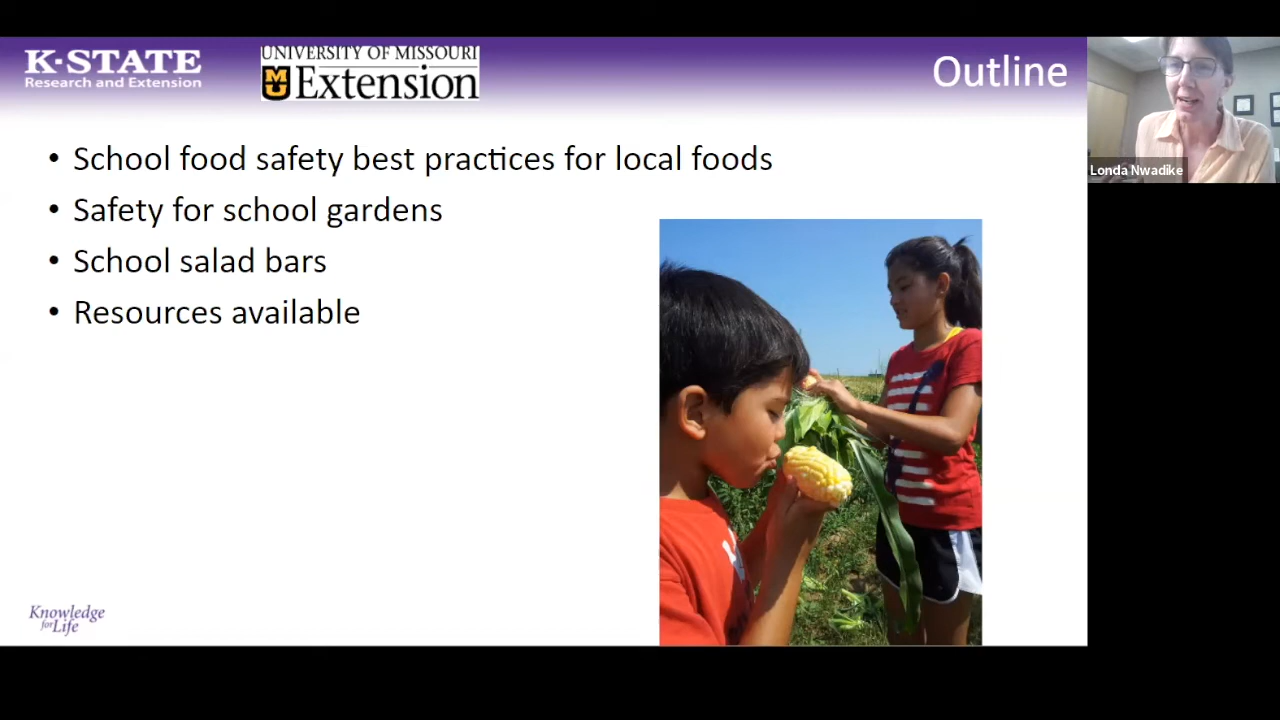 K-STATE
Research and Extension
UNIVERSITY OF MISSOURI
MU
Extension
Outline
• School food safety best practices for local foods
• Safety for school gardens
• School salad bars
• Resources available
Londa Nwadike
Knowledge
for Life